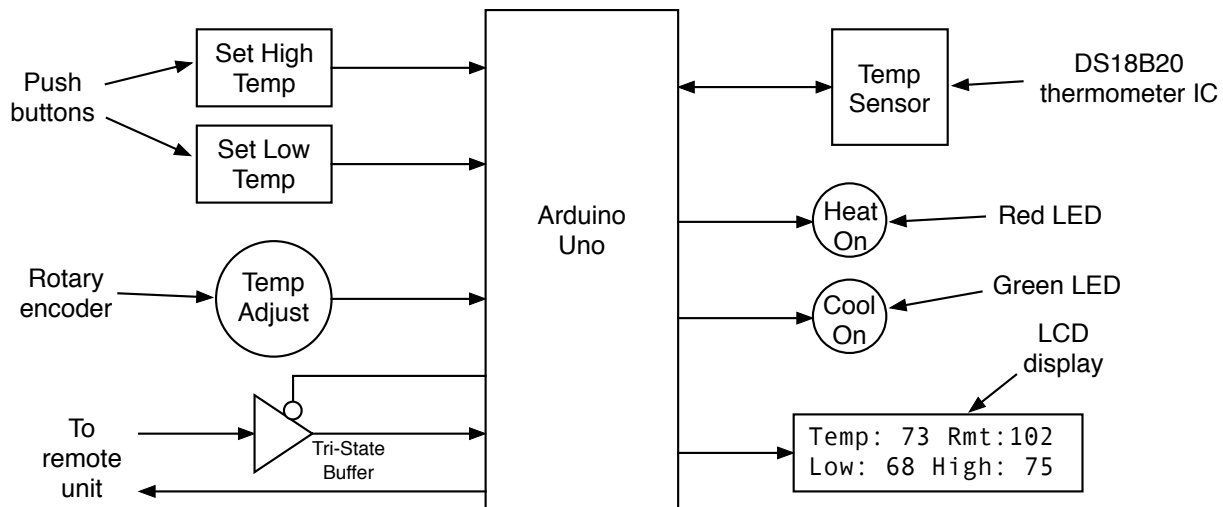 Push
buttons
Set High
Temp
Set Low
Temp
Rotary
encoder
Temp
Adjust
To
remote
unit
Tri-State
Buffer
Arduino
Uno
Temp
Sensor
DS18B20
thermometer IC
Heat
On
Red LED
Cool
On
Green LED
LCD
display
Temp: 73 Rmt:102
Low: 68 High: 75